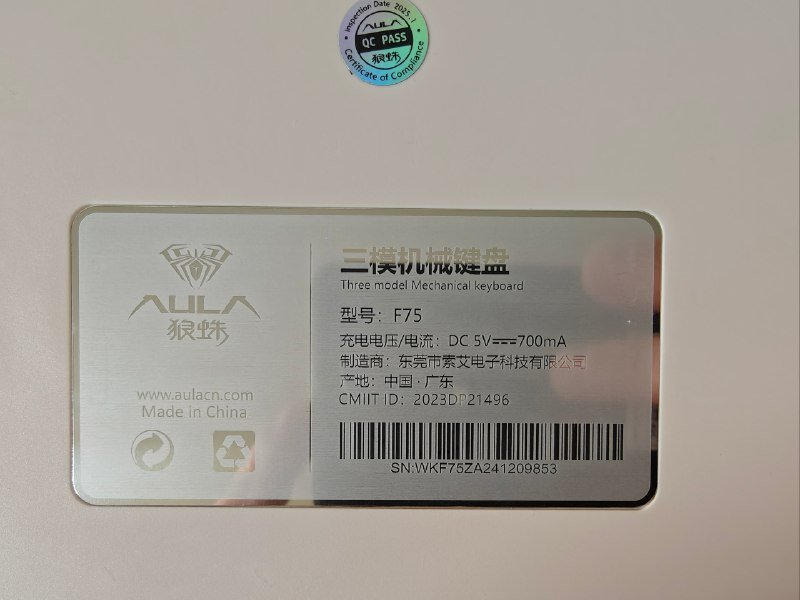 Inspection Date 2025.1
AULA
QC PASS
狼蛛
Certificate of Compliance
AULA
狼蛛
www.aulacn.com
Made in China
三模机械键盘
Three model Mechanical keyboard
型号：F75
充电电压/电流：DC 5V⎓700mA
制造商：东莞市索艾电子科技有限公司
产地：中国·广东
CMIIT ID：2023DP21496
SN:WKF75ZA241209853